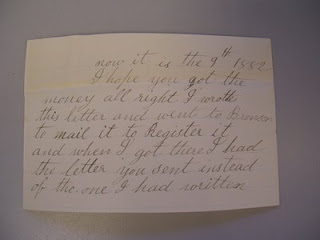 now it is the 9th 1882
I hope you got the
money all right I wroth
this letter and went to
to mail it to Register it
and when I got there I had
the letter you sent instead
of the one I had written